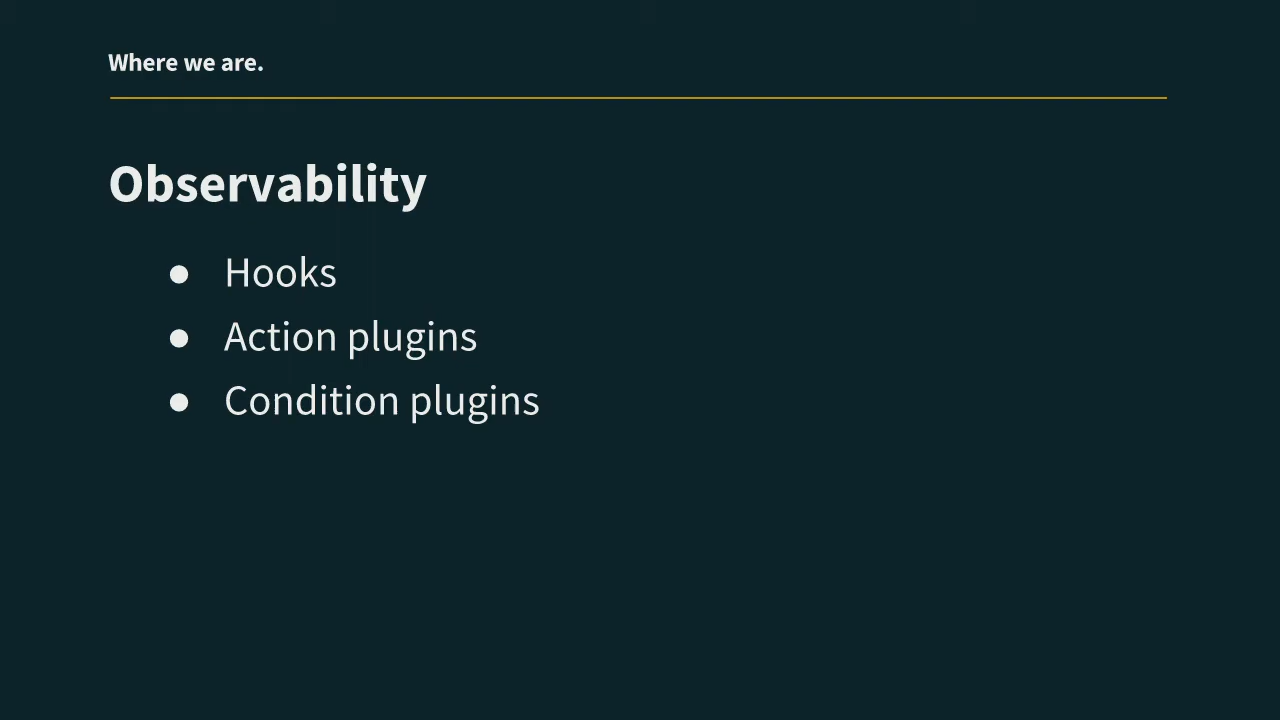 Where we are.
Observability
● Hooks
● Action plugins
● Condition plugins